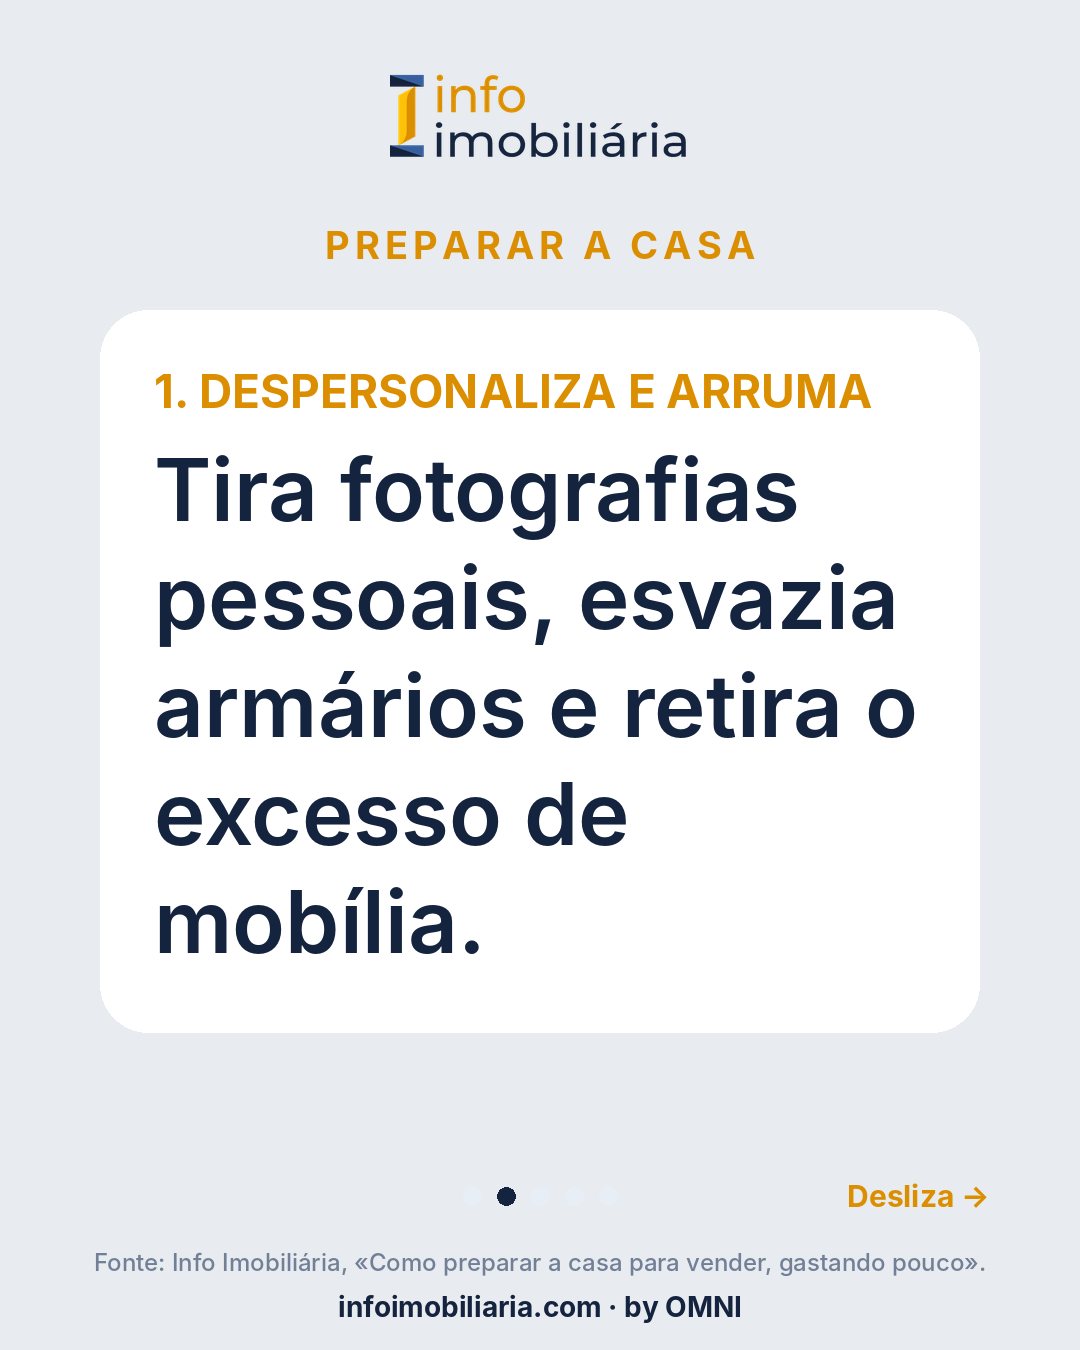 info
imobiliária
PREPARAR A CASA
1. DESPERSONALIZA E ARRUMA
Tira fotografias
pessoais, esvazia
armários e retira o
excesso de
mobília.
Desliza →
Fonte: Info Imobiliária, «Como preparar a casa para vender, gastando pouco».
infoimobiliaria.com · by OMNI